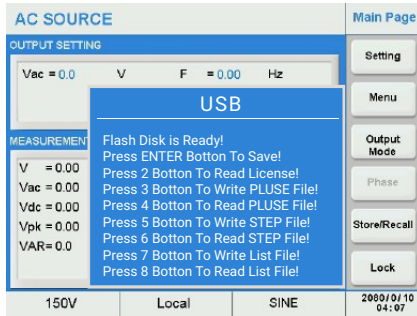 AC SOURCE
Main Page
OUTPUT SETTING
Vac = 0.0 V F = 0.00 Hz
Setting
Menu
USB
Flash Disk is Ready!
Press ENTER Botton To Save!
Press 2 Botton To Read License!
Press 3 Botton To Write PLUSE File!
Press 4 Botton To Read PLUSE File!
Press 5 Botton To Write STEP File!
Press 6 Botton To Read STEP File!
Press 7 Botton To Write List File!
Press 8 Botton To Read List File!
V = 0.00
Vac = 0.00
Vdc = 0.00
Vpk = 0.00
VAR= 0.0
Output
Mode
Phase
Store/Recall
Lock
150V
Local
SINE
2080/0/10
04:07